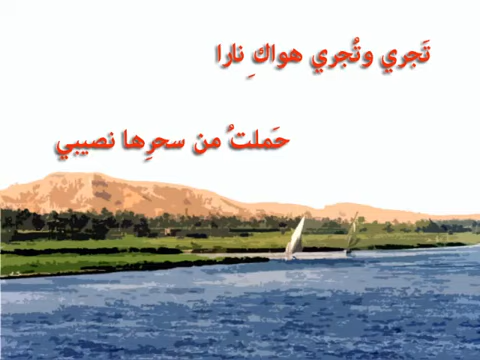 تَجري وتُجري هواكِ نارا
حَملتُ من سحرِها نصيبي